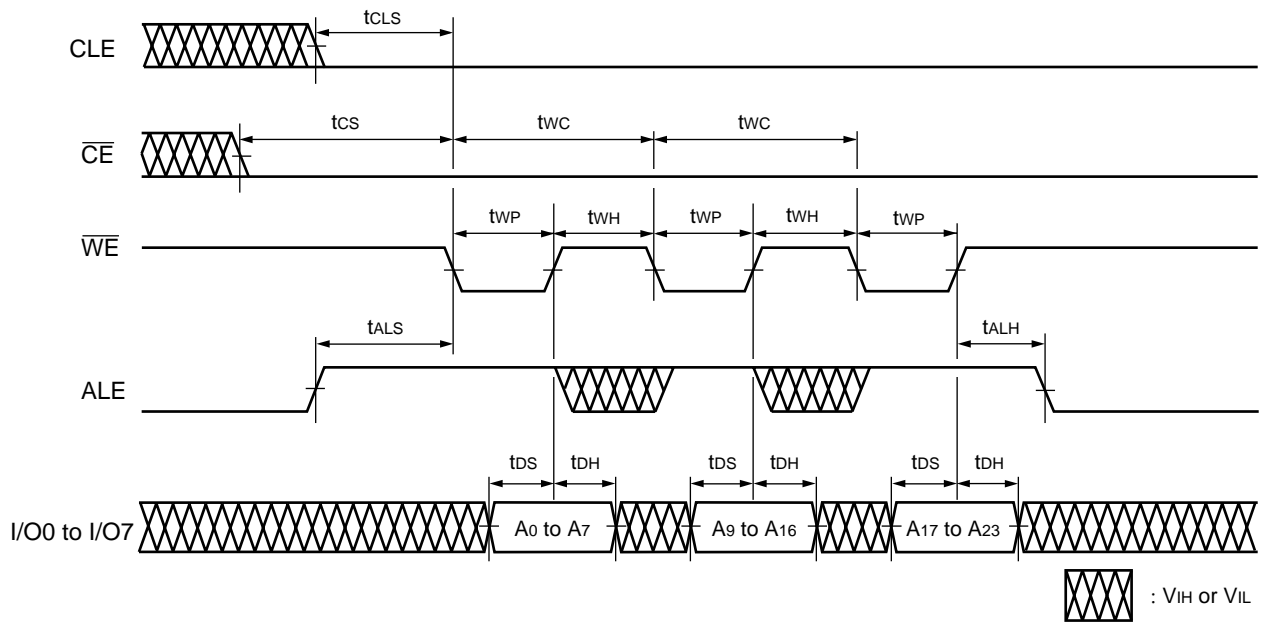 tCLS
CLE
tCS tWC tWC
CE
tWP tWH tWP tWH tWP
WE
tALS tALH
ALE
tDS tDH tDS tDH tDS tDH
I/O0 to I/O7 A0 to A7 A9 to A16 A17 to A23
: VIH or VIL